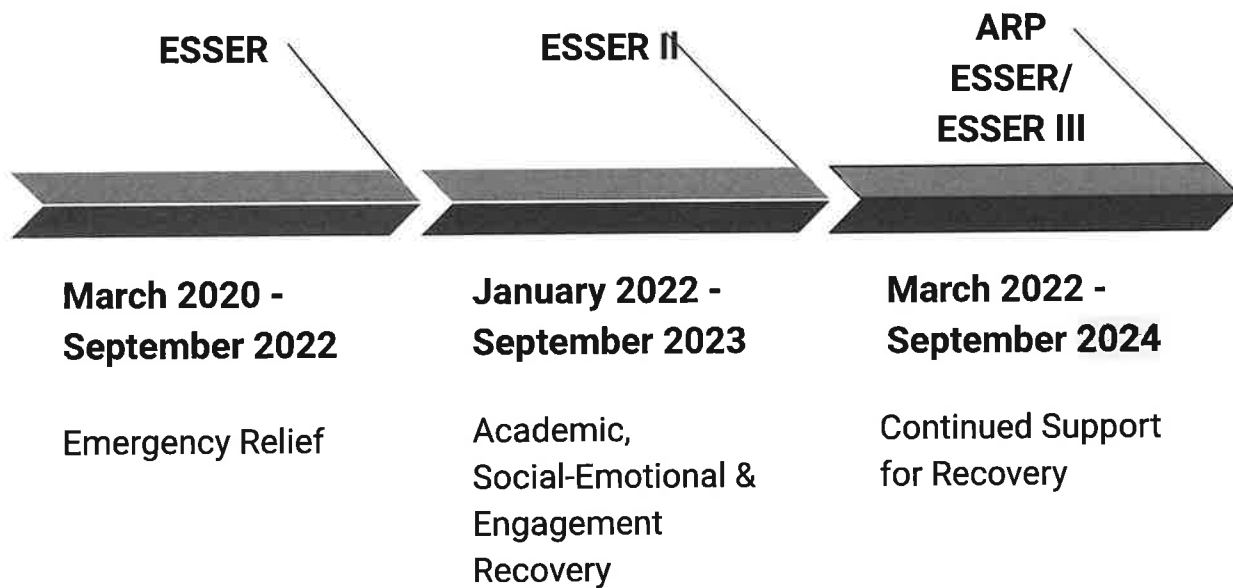 ESSER
ESSER II
ARP
ESSER/
ESSER III
March 2020 -
September 2022
January 2022 -
September 2023
March 2022 -
September 2024
Emergency Relief
Academic,
Social-Emotional &
Engagement
Recovery
Continued Support
for Recovery